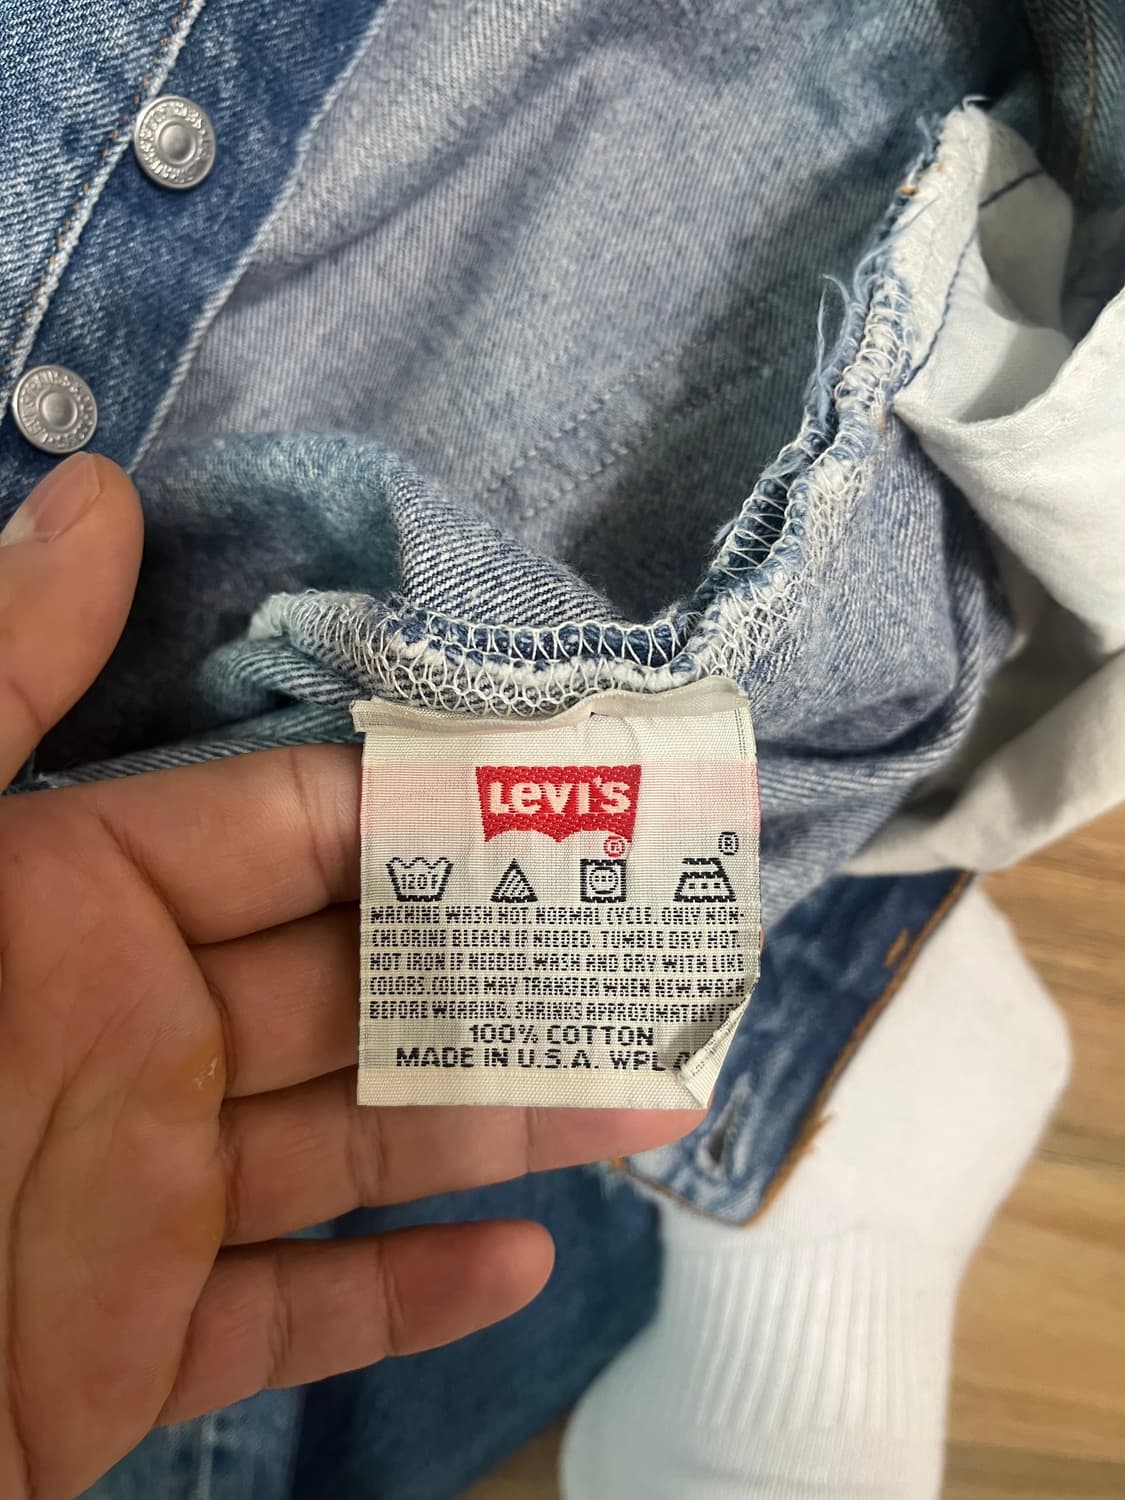 LEVI'S
®
®
120F
MACHINE WASH HOT NORMAL CYCLE. ONLY NON-
CHLORINE BLEACH IF NEEDED. TUMBLE DRY HOT
HOT IRON IF NEEDED. WASH AND DRY WITH LIKE
COLORS. COLOR MAY TRANSFER WHEN NEW. WASH
BEFORE WEARING. SHRINKS
100% COTTON
MADE IN U.S.A. WPL